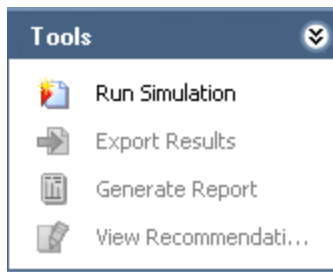 Tools
Run Simulation
Export Results
Generate Report
View Recommendati...